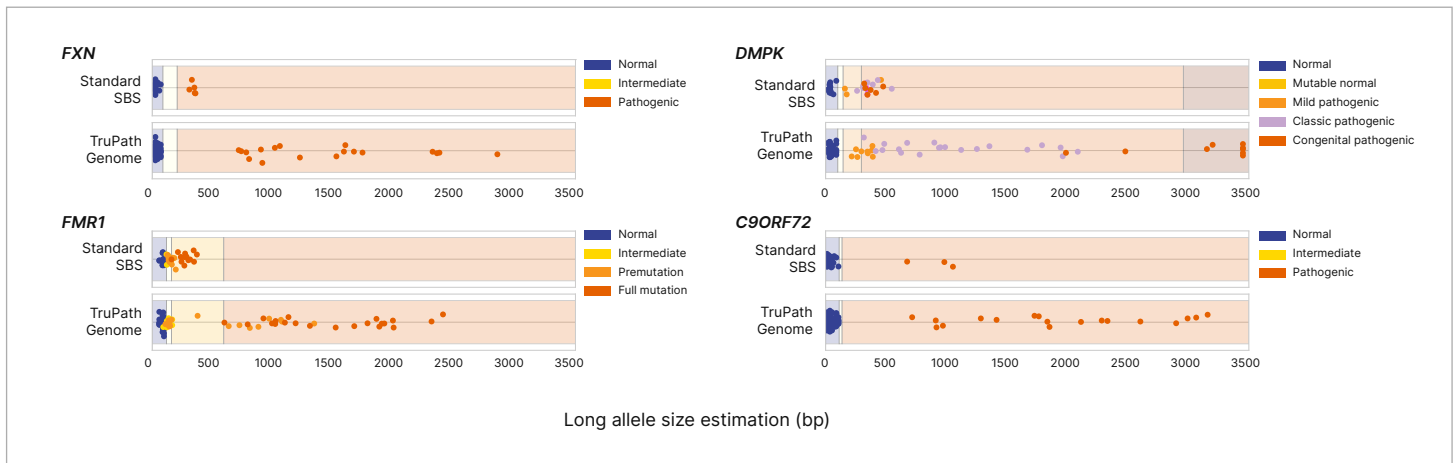 FXN
Standard
SBS
TruPath
Genome
0 500 1000 1500 2000 2500 3000 3500
Normal
Intermediate
Pathogenic
DMPK
Standard
SBS
TruPath
Genome
0 500 1000 1500 2000 2500 3000 3500
Normal
Mutable normal
Mild pathogenic
Classic pathogenic
Congenital pathogenic
FMR1
Standard
SBS
TruPath
Genome
0 500 1000 1500 2000 2500 3000 3500
Normal
Intermediate
Premutation
Full mutation
C9ORF72
Standard
SBS
TruPath
Genome
0 500 1000 1500 2000 2500 3000 3500
Normal
Intermediate
Pathogenic
Long allele size estimation (bp)